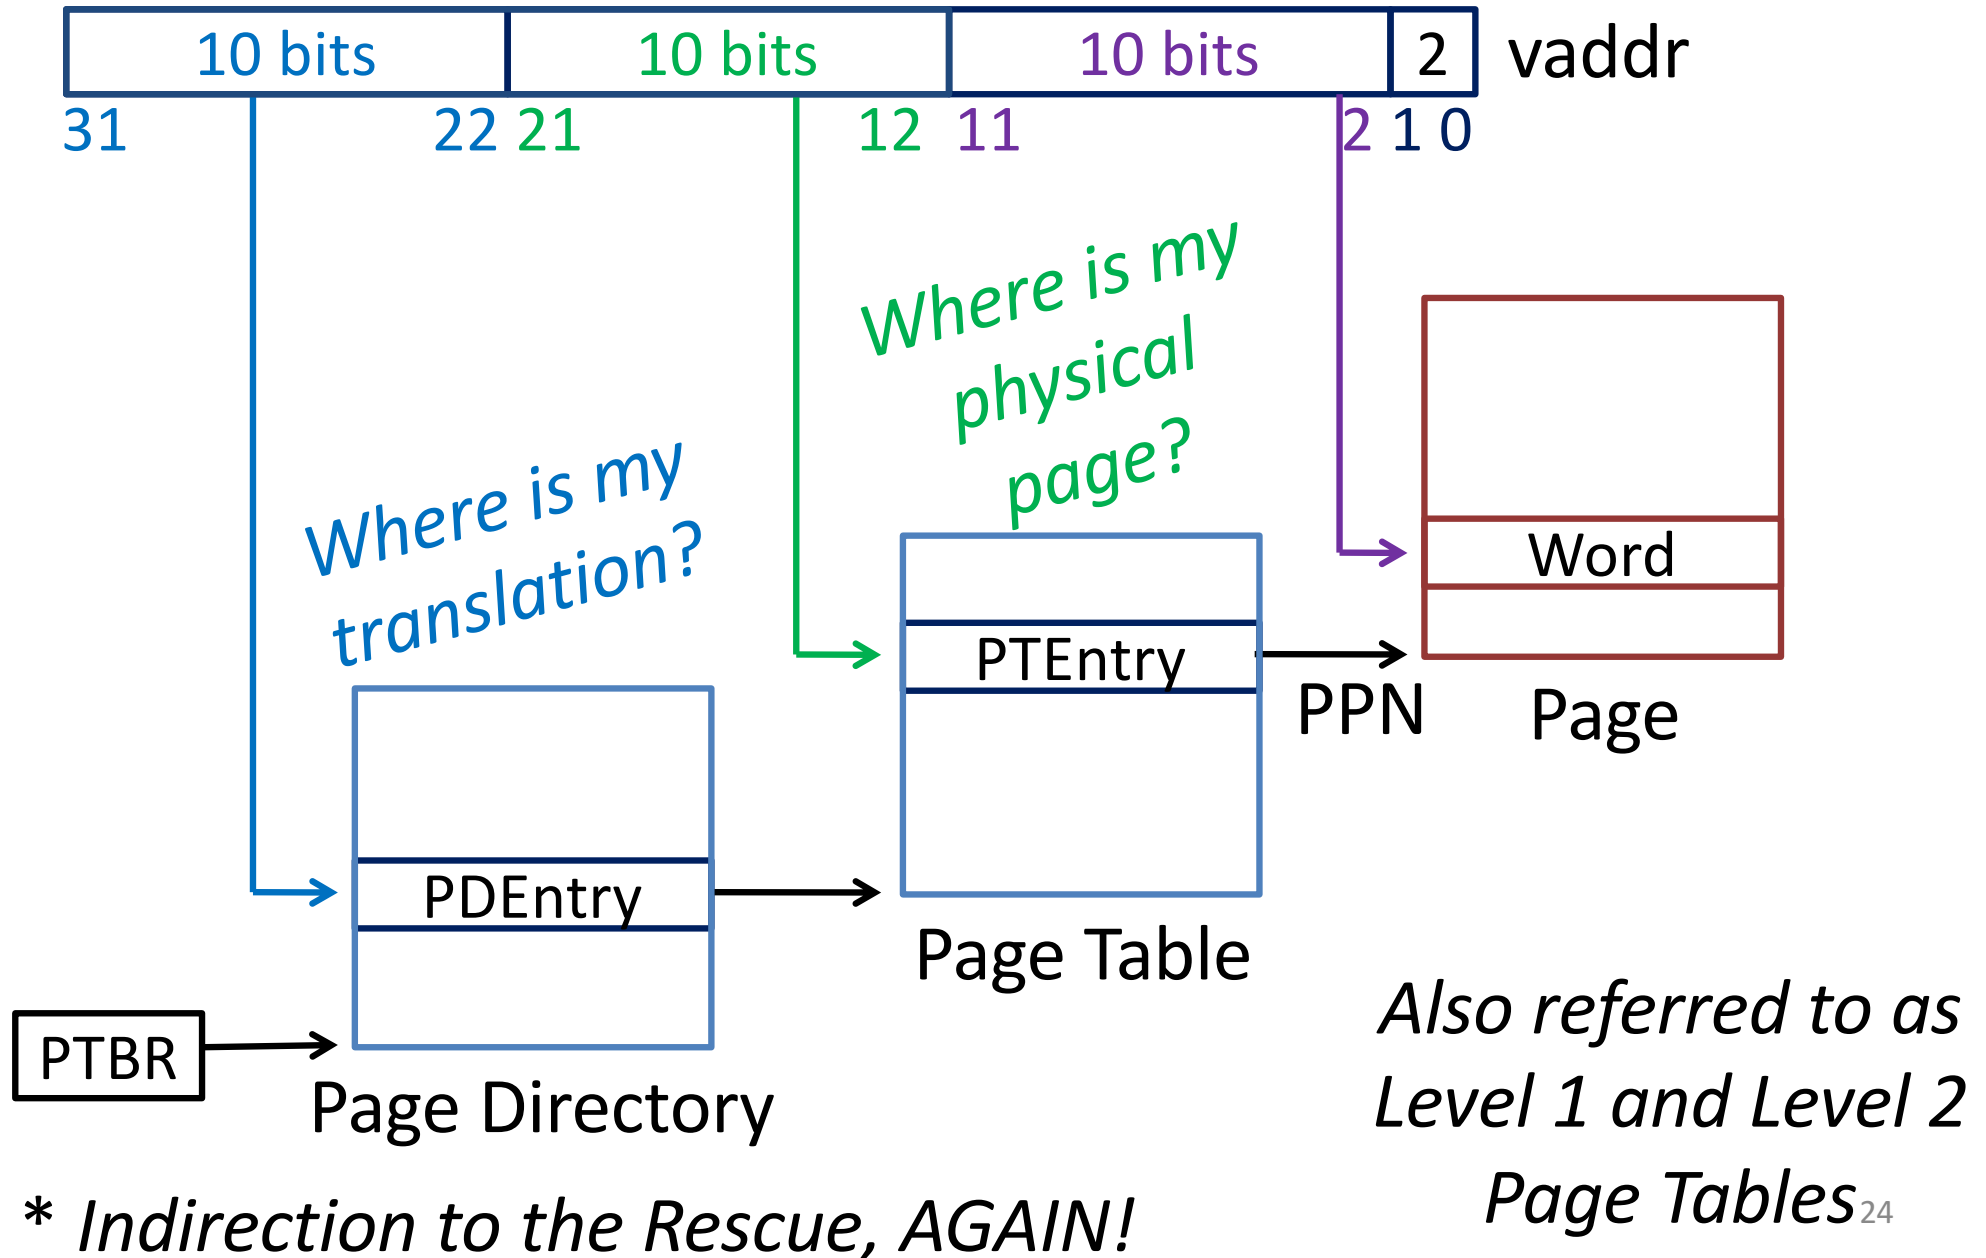 10 bits 10 bits 10 bits 2 vaddr
31 22 21 12 11 2 1 0
Where is my
physical
page?
Where is my
translation?
Word
PTEntry
PPN
Page
PDEntry
Page Table
PTBR
Page Directory
Also referred to as
Level 1 and Level 2
Page Tables
* Indirection to the Rescue, AGAIN!
24